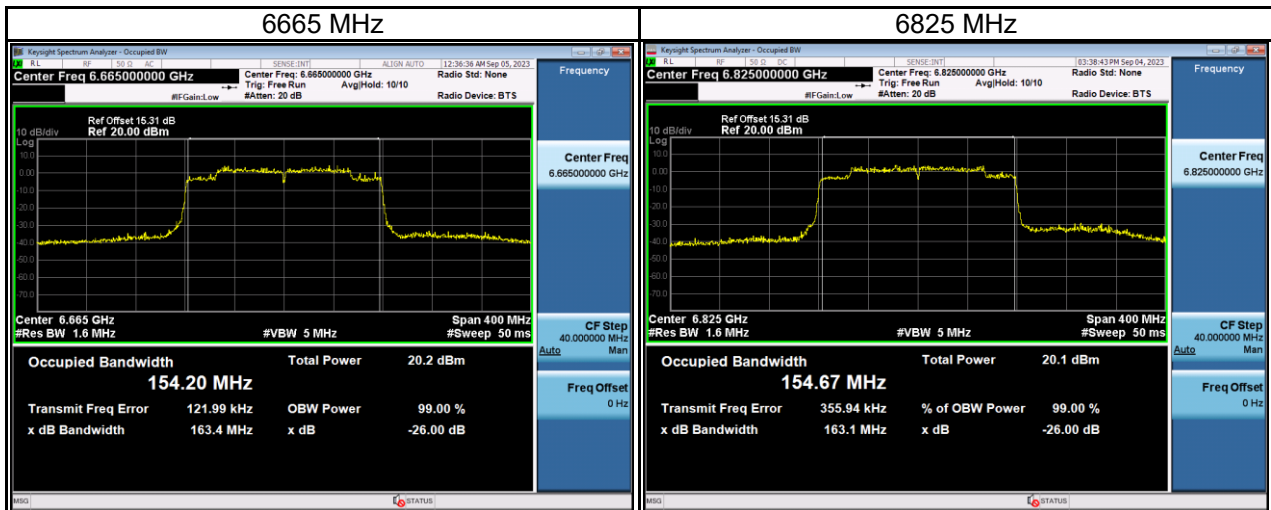 6665 MHz
6825 MHz
Keysight Spectrum Analyzer - Occupied BW
RL RF 50 Ω AC SENSE:INT ALIGN AUTO 12:36:36 AM Sep 05, 2023
Center Freq 6.665000000 GHz
Center Freq: 6.665000000 GHz
Radio Std: None
Trig: Free Run Avg|Hold: 10/10
#IFGain:Low
#Atten: 20 dB
Radio Device: BTS
Ref Offset 15.31 dB
10 dB/div Ref 20.00 dBm
Log
10.0
0.00
-10.0
-20.0
-30.0
-40.0
-50.0
-60.0
-70.0
Center 6.665 GHz
Span 400 MHz
#Res BW 1.6 MHz
#VBW 5 MHz
#Sweep 50 ms
Occupied Bandwidth
Total Power 20.2 dBm
154.20 MHz
Transmit Freq Error 121.99 kHz OBW Power 99.00 %
x dB Bandwidth 163.4 MHz x dB -26.00 dB
MSG
STATUS
Frequency
Center Freq
6.665000000 GHz
CF Step
40.000000 MHz
Auto Man
Freq Offset
0 Hz
Keysight Spectrum Analyzer - Occupied BW
RL RF 50 Ω DC SENSE:INT 03:38:43 PM Sep 04, 2023
Center Freq 6.825000000 GHz
Center Freq: 6.825000000 GHz
Radio Std: None
Trig: Free Run Avg|Hold: 10/10
#IFGain:Low
#Atten: 20 dB
Radio Device: BTS
Ref Offset 15.31 dB
10 dB/div Ref 20.00 dBm
Log
10.0
0.00
-10.0
-20.0
-30.0
-40.0
-50.0
-60.0
-70.0
Center 6.825 GHz
Span 400 MHz
#Res BW 1.6 MHz
#VBW 5 MHz
#Sweep 50 ms
Occupied Bandwidth
Total Power 20.1 dBm
154.67 MHz
Transmit Freq Error 355.94 kHz % of OBW Power 99.00 %
x dB Bandwidth 163.1 MHz x dB -26.00 dB
MSG
STATUS
Frequency
Center Freq
6.825000000 GHz
CF Step
40.000000 MHz
Auto Man
Freq Offset
0 Hz